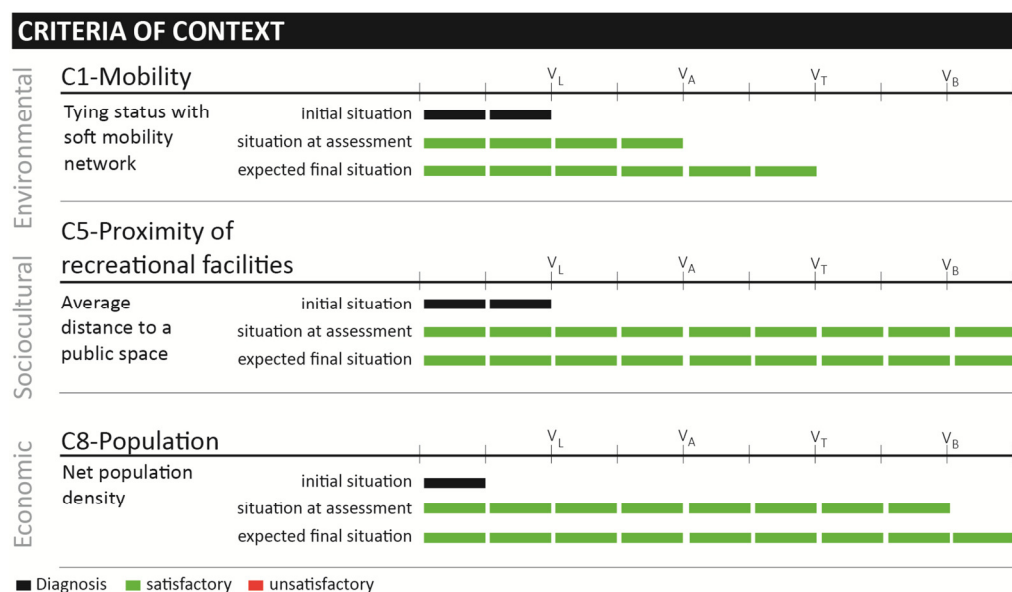 CRITERIA OF CONTEXT
Environmental
C1-Mobility
VL VA VT VB
Tying status with
soft mobility
network
initial situation
situation at assessment
expected final situation
Sociocultural
C5-Proximity of
recreational facilities
VL VA VT VB
Average
distance to a
public space
initial situation
situation at assessment
expected final situation
Economic
C8-Population
VL VA VT VB
Net population
density
initial situation
situation at assessment
expected final situation
Diagnosis satisfactory unsatisfactory